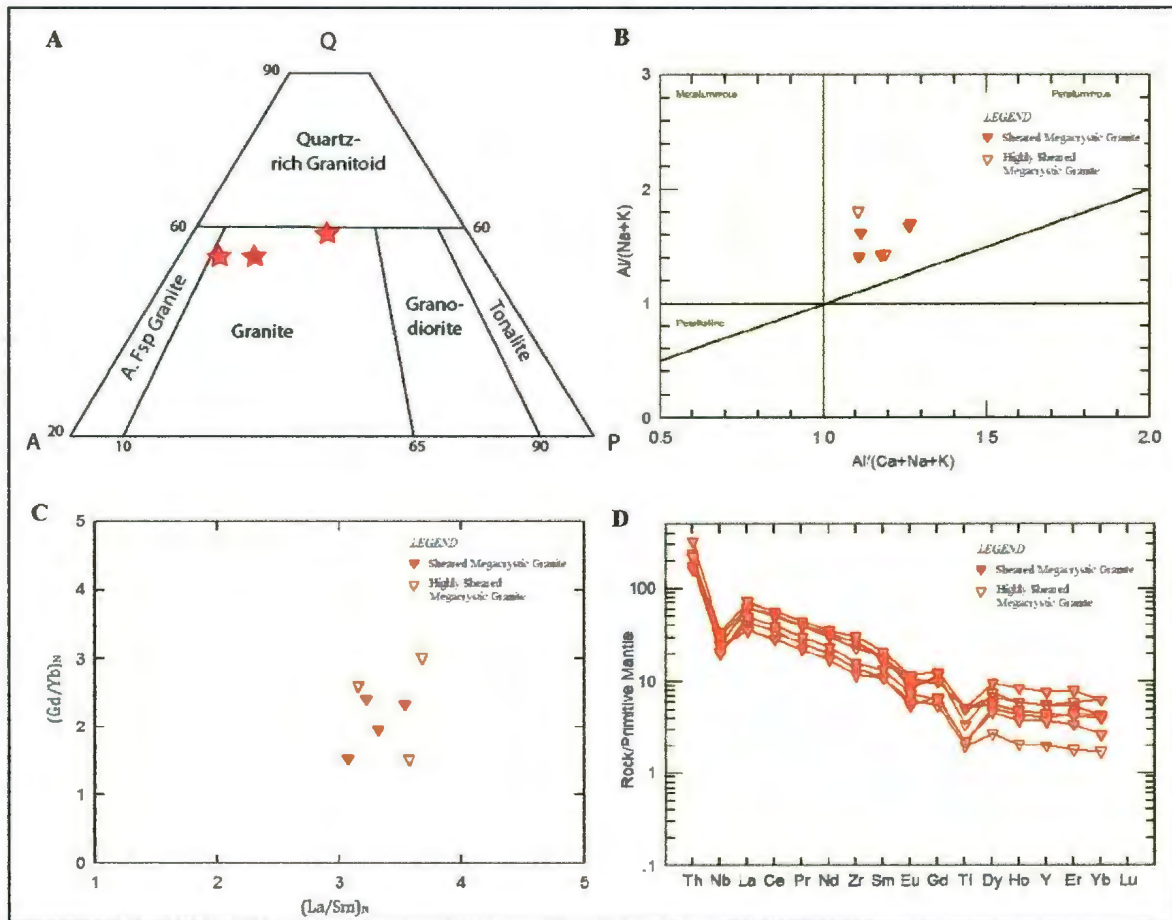 A
Q
90
Quartz-
rich Granitoid
60
60
A. Fsp Granite
Granite
Grano-
diorite
Tonalite
20
A
10
65
90
P
B
3
2
1
0
Al/(Na+K)
Metaluminous
Peraluminous
LEGEND
Sheared Megacrystic Granite
Highly Sheared
Megacrystic Granite
Peralkaline
0.5
1.0
1.5
2.0
Al/(Ca+Na+K)
C
5
4
3
2
1
0
(Gd/Yb)N
LEGEND
Sheared Megacrystic Granite
Highly Sheared
Megacrystic Granite
1
2
3
4
5
(La/Sm)N
D
100
10
1
.1
Rock/Primitive Mantle
LEGEND
Sheared Megacrystic Granite
Highly Sheared
Megacrystic Granite
Th Nb La Ce Pr Nd Zr Sm Eu Gd Ti Dy Ho Y Er Yb Lu